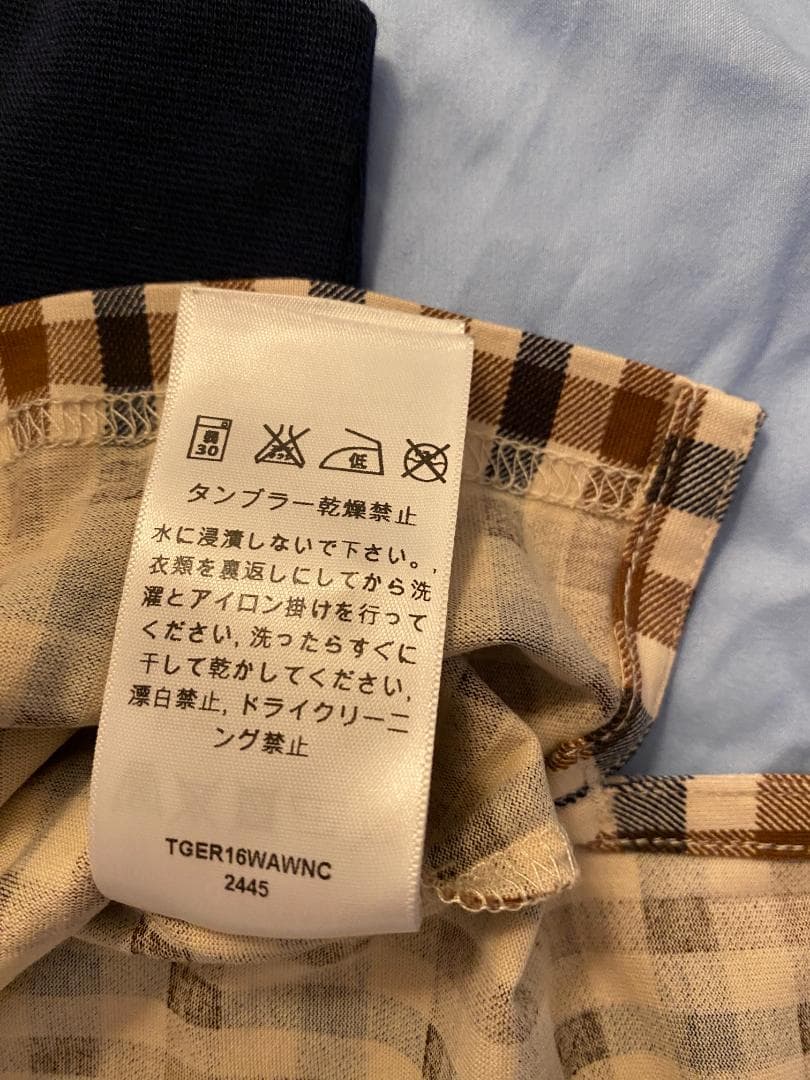 弱
30
低
タンブラー乾燥禁止
水に浸漬しないで下さい。,
衣類を裏返しにしてから洗
濯とアイロン掛けを行って
ください, 洗ったらすぐに
干して乾かしてください,
漂白禁止, ドライクリーニ
ング禁止
TGER16WAWNC
2445